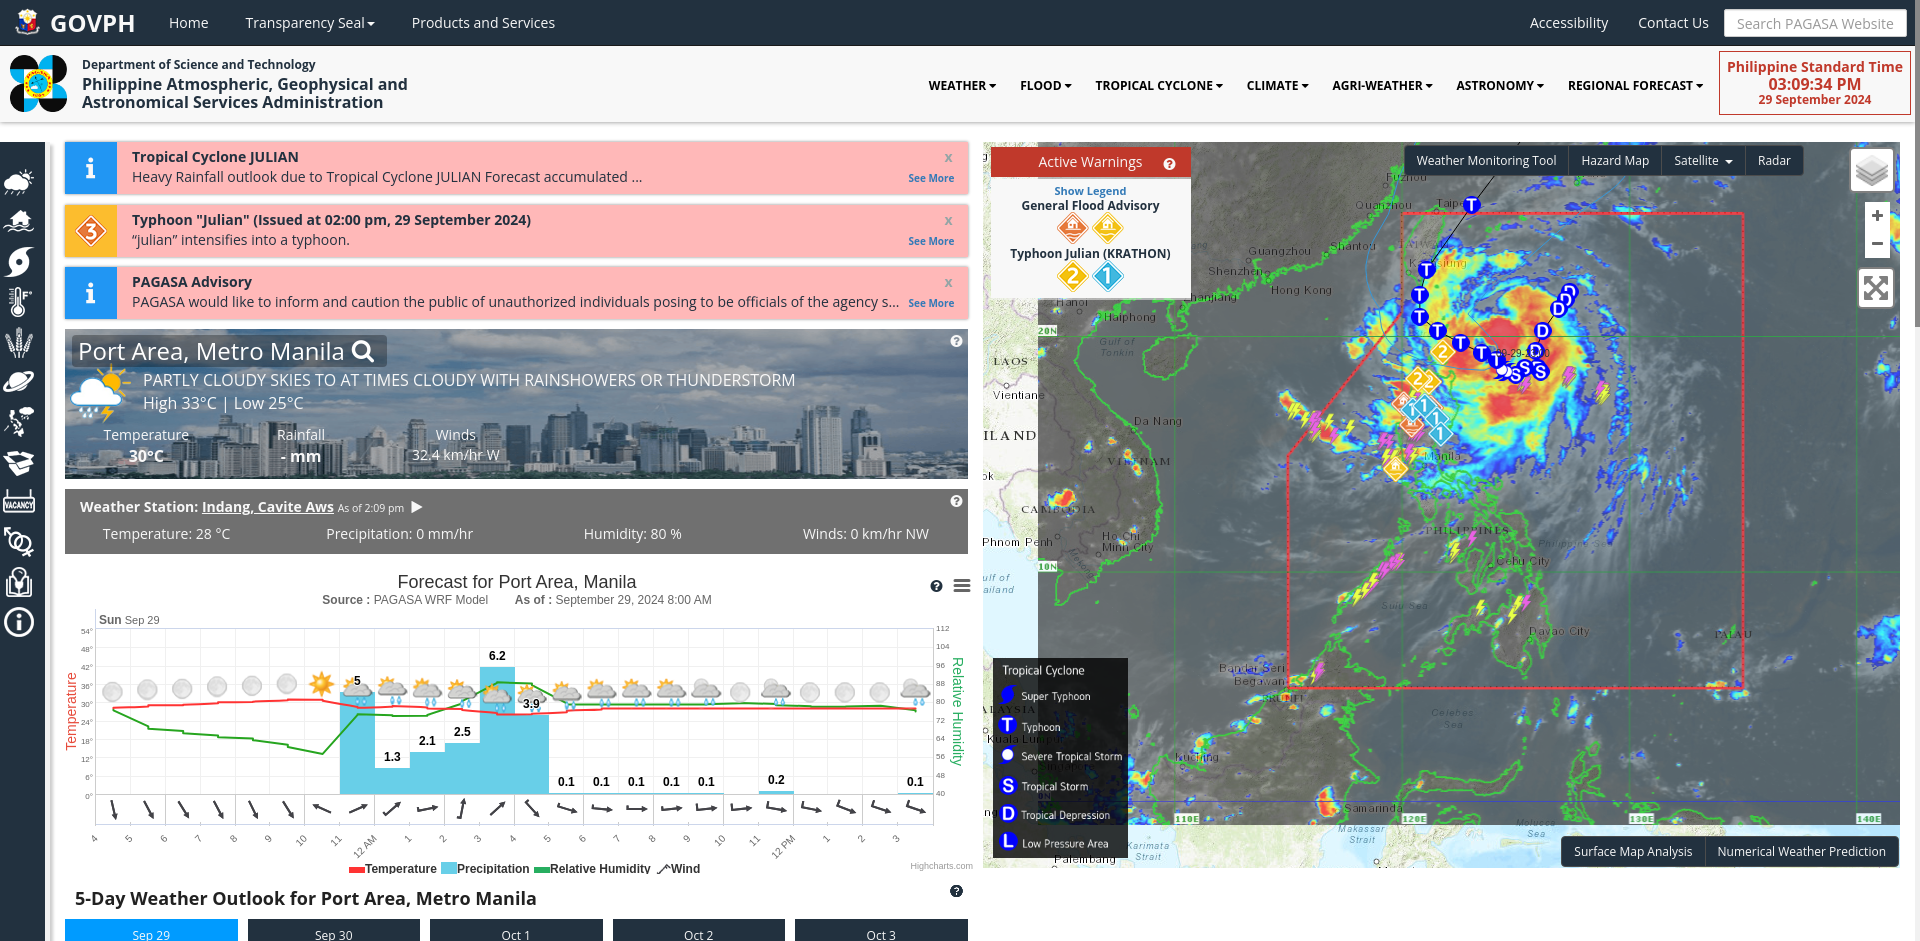 GOVPH
Home
Transparency Seal
Products and Services
Accessibility
Contact Us
Search PAGASA Website
Department of Science and Technology
Philippine Atmospheric, Geophysical and
Astronomical Services Administration
WEATHER
FLOOD
TROPICAL CYCLONE
CLIMATE
AGRI-WEATHER
ASTRONOMY
REGIONAL FORECAST
Philippine Standard Time
03:09:34 PM
29 September 2024
Tropical Cyclone JULIAN
x
Heavy Rainfall outlook due to Tropical Cyclone JULIAN Forecast accumulated ...
See More
3
Typhoon "Julian" (Issued at 02:00 pm, 29 September 2024)
x
“julian” intensifies into a typhoon.
See More
PAGASA Advisory
x
PAGASA would like to inform and caution the public of unauthorized individuals posing to be officials of the agency s...
See More
Port Area, Metro Manila
PARTLY CLOUDY SKIES TO AT TIMES CLOUDY WITH RAINSHOWERS OR THUNDERSTORM
High 33°C | Low 25°C
Temperature
30°C
Rainfall
- mm
Winds
32.4 km/hr W
Weather Station: Indang, Cavite Aws As of 2:09 pm
Temperature: 28 °C
Precipitation: 0 mm/hr
Humidity: 80 %
Winds: 0 km/hr NW
VACANCY
Forecast for Port Area, Manila
Source : PAGASA WRF Model As of : September 29, 2024 8:00 AM
Sun Sep 29
Temperature
54°
48°
42°
36°
30°
24°
18°
12°
6°
0°
Relative Humidity
112
104
96
88
80
72
64
56
48
40
5
1.3
2.1
2.5
6.2
3.9
0.1
0.1
0.1
0.1
0.1
0.2
0.1
4
5
6
7
8
9
10
11
12 AM
1
2
3
4
5
6
7
8
9
10
11
12 PM
1
2
3
Temperature
Precipitation
Relative Humidity
Wind
Highcharts.com
5-Day Weather Outlook for Port Area, Metro Manila
Sep 29
Sep 30
Oct 1
Oct 2
Oct 3
Active Warnings
Show Legend
General Flood Advisory
Typhoon Julian (KRATHON)
2
1
Weather Monitoring Tool
Hazard Map
Satellite
Radar
+
−
Fuzhou
Quanzhou
Taipe
Guangzhou
Shantou
Shenzhen
Hong Kong
Zhanjiang
Hanoi
Haiphong
20N
Gulf of
Tonkin
LAOS
Vientiane
Da Nang
VIETNAM
CAMBODIA
Phnom Penh
Ho Chi
Minh City
10N
Manila
PHILIPPINES
Cebu City
Sulu Sea
Davao City
PALAU
Bandar Seri
Begawan
BRUNEI
Celebes
Sea
Kuching
Samarinda
110E
120E
130E
140E
Makassar
Strait
Molucca
Sea
Karimata
Strait
Palembang
Tropical Cyclone
Super Typhoon
T Typhoon
Severe Tropical Storm
S Tropical Storm
D Tropical Depression
L Low Pressure Area
Surface Map Analysis
Numerical Weather Prediction